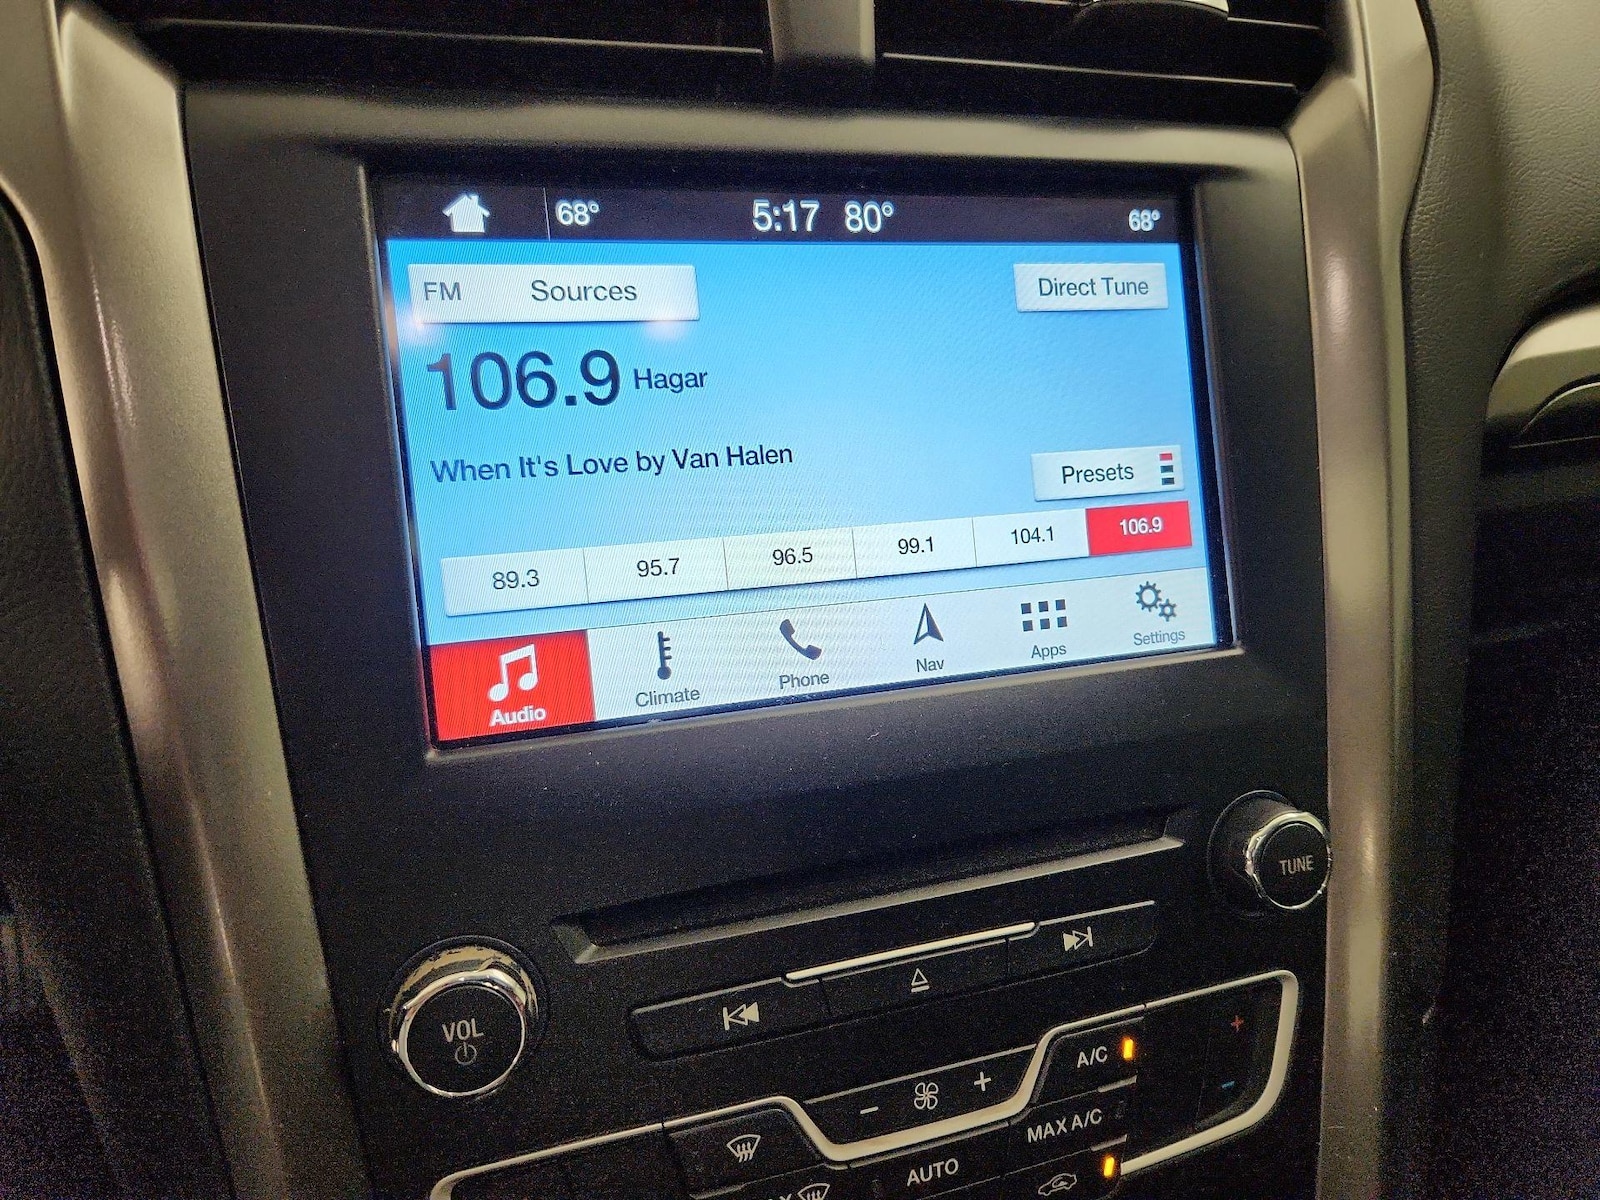 68° 5:17 80° 68°
FM Sources Direct Tune
106.9 Hagar
When It's Love by Van Halen
Presets
89.3 95.7 96.5 99.1 104.1 106.9
Audio Climate Phone Nav Apps Settings
TUNE
VOL
A/C
- + 
MAX A/C
AUTO